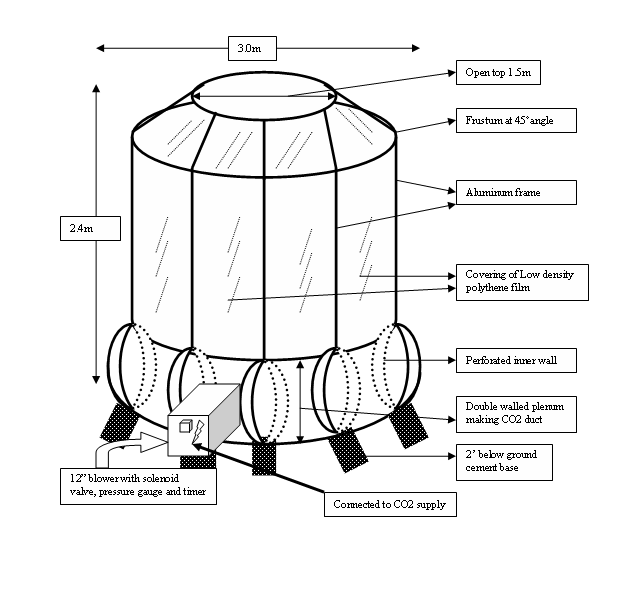 3.0m
Open top 1.5m
Frustum at 45˚angle
Aluminum frame
2.4m
Covering of Low density
polythene film
Perforated inner wall
Double walled plenum
making CO2 duct
2' below ground
cement base
12” blower with solenoid
valve, pressure gauge and timer
Connected to CO2 supply